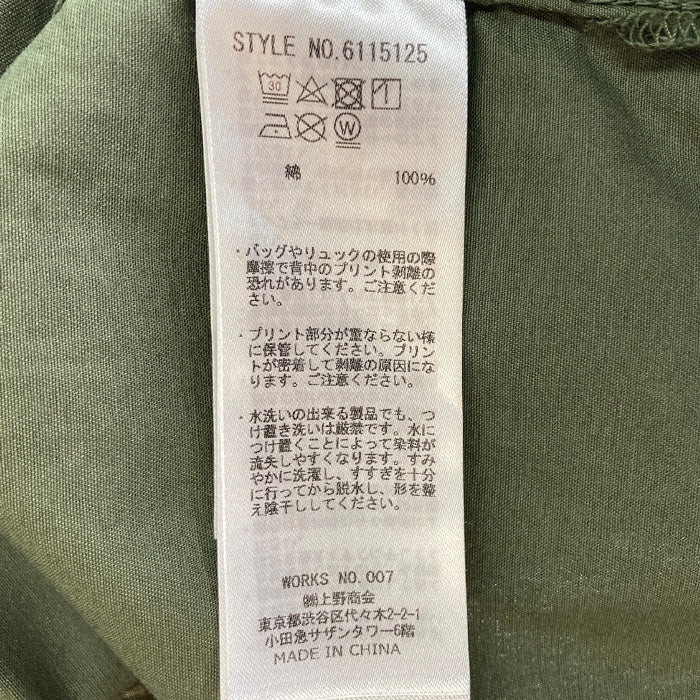 STYLE NO.6115125
30
W
綿 100%
・バッグやリュックの使用の際
摩擦で背中のプリント剥離の
恐れがあります。ご注意くだ
さい。
・プリント部分が重ならない様
に保管してください。プリン
トが密着して剥離の原因にな
ります。ご注意ください。
・水洗いの出来る製品でも、つ
け置き洗いは厳禁です。水に
つけ置くことによって染料が
流失しやすくなります。すみ
やかに洗濯し、すすぎを十分
に行ってから脱水し、形を整
え陰干ししてください。
WORKS NO.007
㈱上野商会
東京都渋谷区代々木2-2-1
小田急サザンタワー6階
MADE IN CHINA